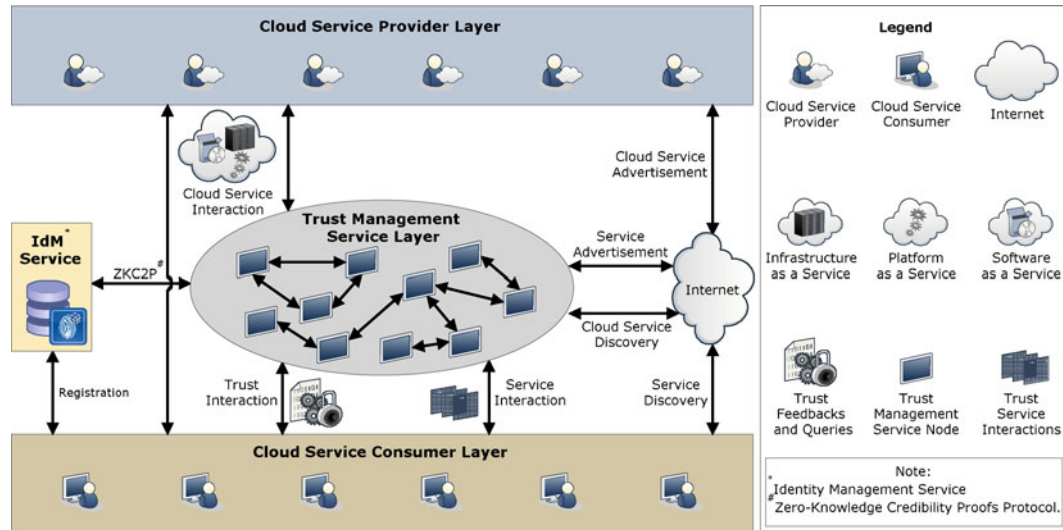 Cloud Service Provider Layer
Cloud Service
Interaction
Cloud Service
Advertisement
Trust Management
Service Layer
IdM*
Service
ZKC2P#
Service
Advertisement
Internet
Cloud Service
Discovery
Registration
Trust
Interaction
Service
Interaction
Service
Discovery
Cloud Service Consumer Layer
Legend
Cloud Service
Provider
Cloud Service
Consumer
Internet
Infrastructure
as a Service
Platform
as a Service
Software
as a Service
Trust
Feedbacks
and Queries
Trust
Management
Service Node
Trust
Service
Interactions
Note:
*Identity Management Service
#Zero-Knowledge Credibility Proofs Protocol.